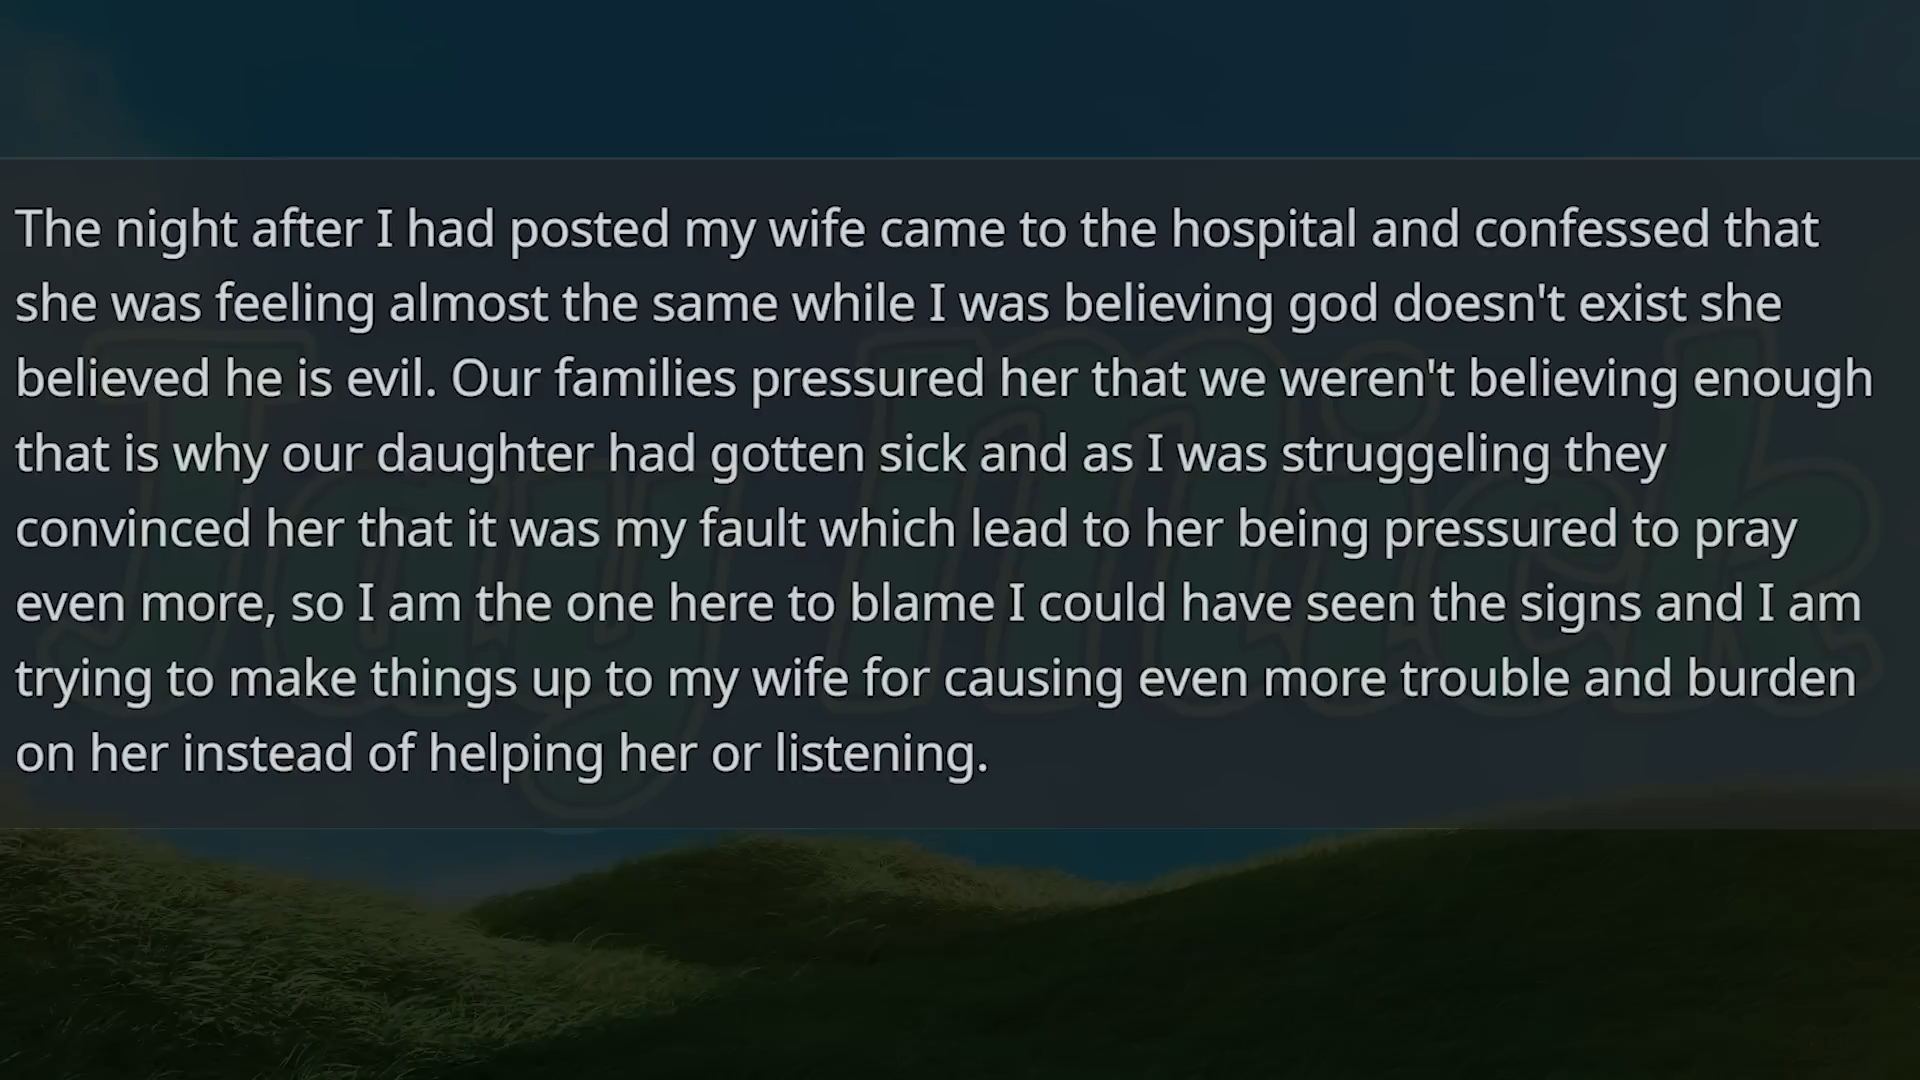 The night after I had posted my wife came to the hospital and confessed that
she was feeling almost the same while I was believing god doesn't exist she
believed he is evil. Our families pressured her that we weren't believing enough
that is why our daughter had gotten sick and as I was struggeling they
convinced her that it was my fault which lead to her being pressured to pray
even more, so I am the one here to blame I could have seen the signs and I am
trying to make things up to my wife for causing even more trouble and burden
on her instead of helping her or listening.
Jay Mick